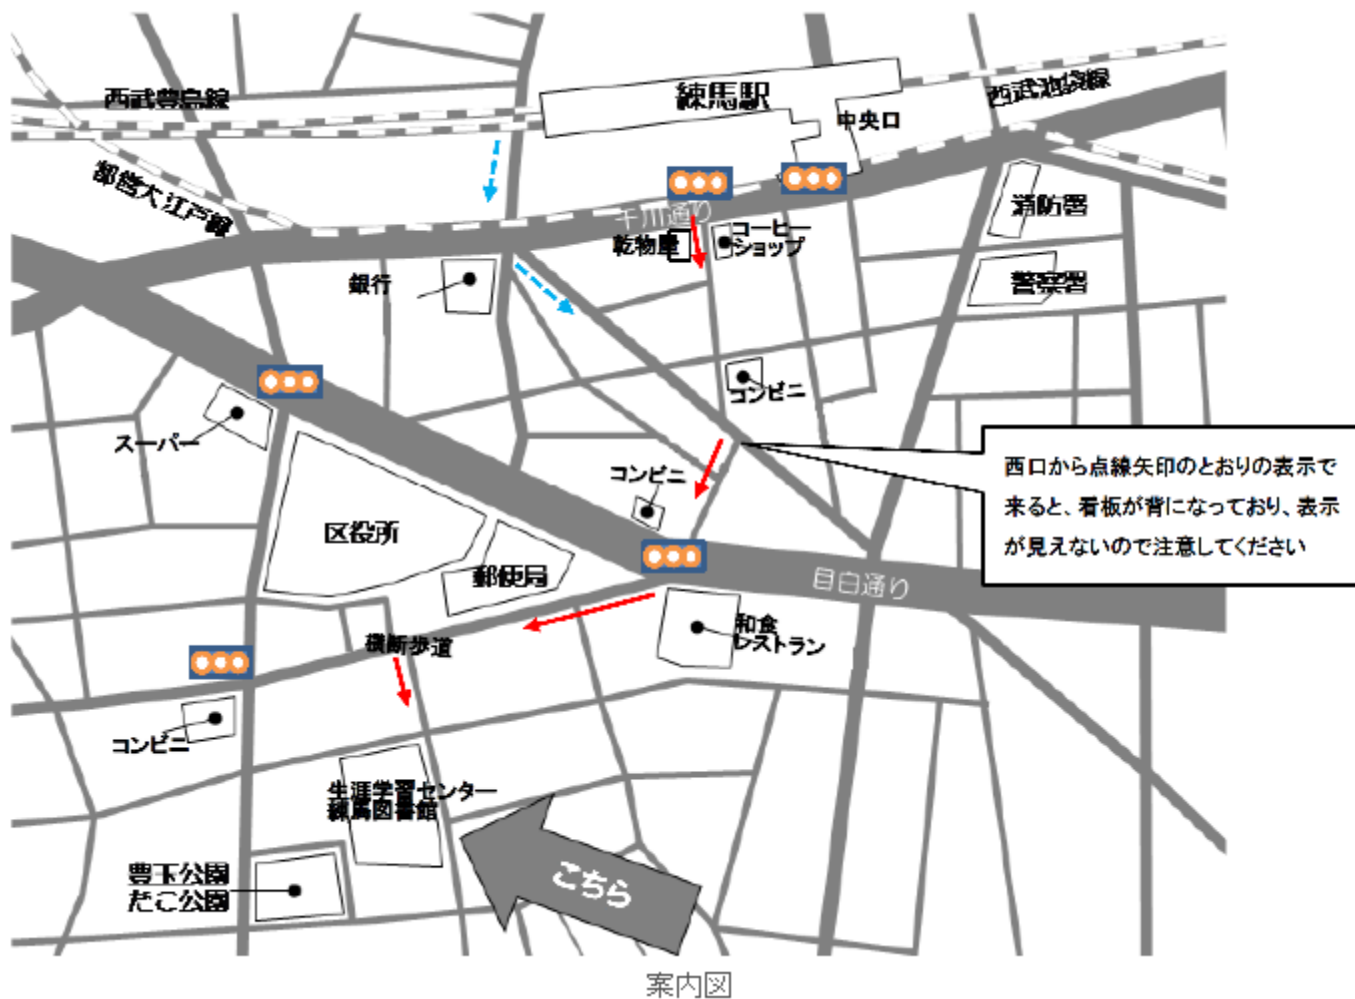 西武豊島線
練馬駅
西武池袋線
中央口
都営大江戸線
千川通り
消防署
乾物屋
コーヒー
ショップ
警察署
銀行
コンビニ
スーパー
コンビニ
西口から点線矢印のとおりの表示で
来ると、看板が背になっており、表示
が見えないので注意してください
区役所
郵便局
目白通り
和食
レストラン
横断歩道
コンビニ
生涯学習センター
練馬図書館
豊玉公園
たこ公園
こちら
案内図